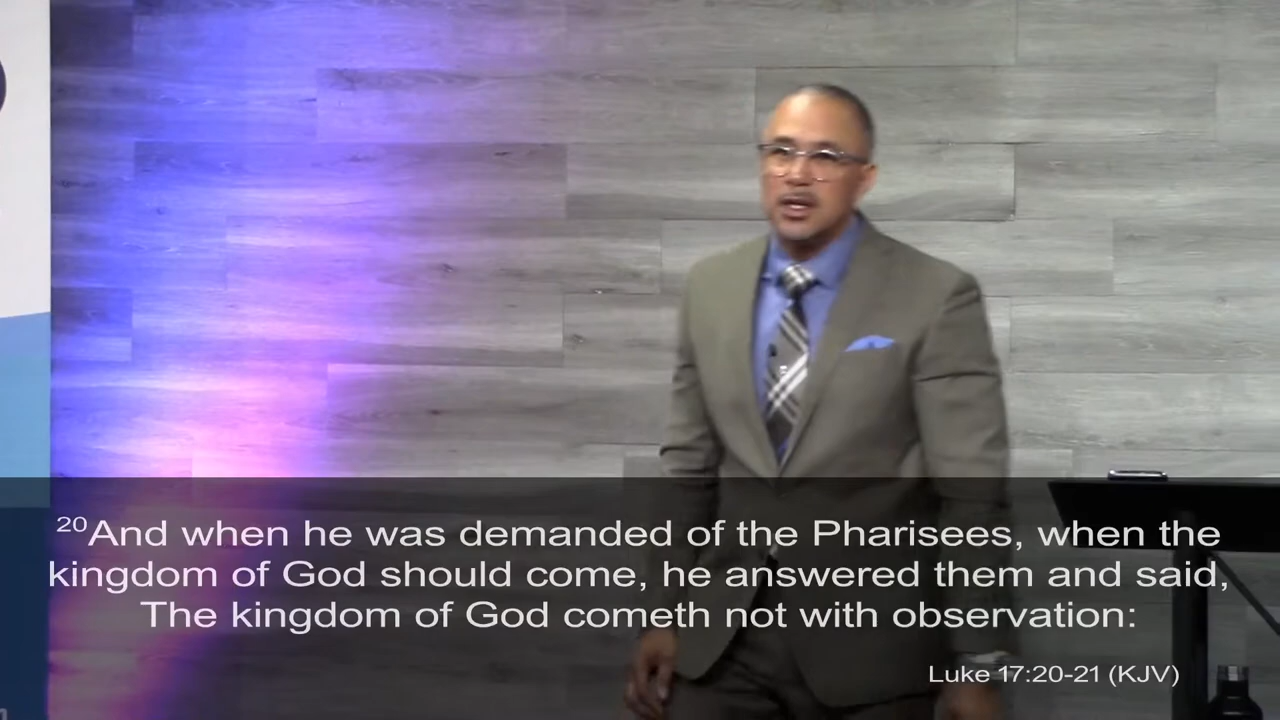 20And when he was demanded of the Pharisees, when the
kingdom of God should come, he answered them and said,
The kingdom of God cometh not with observation:
Luke 17:20-21 (KJV)